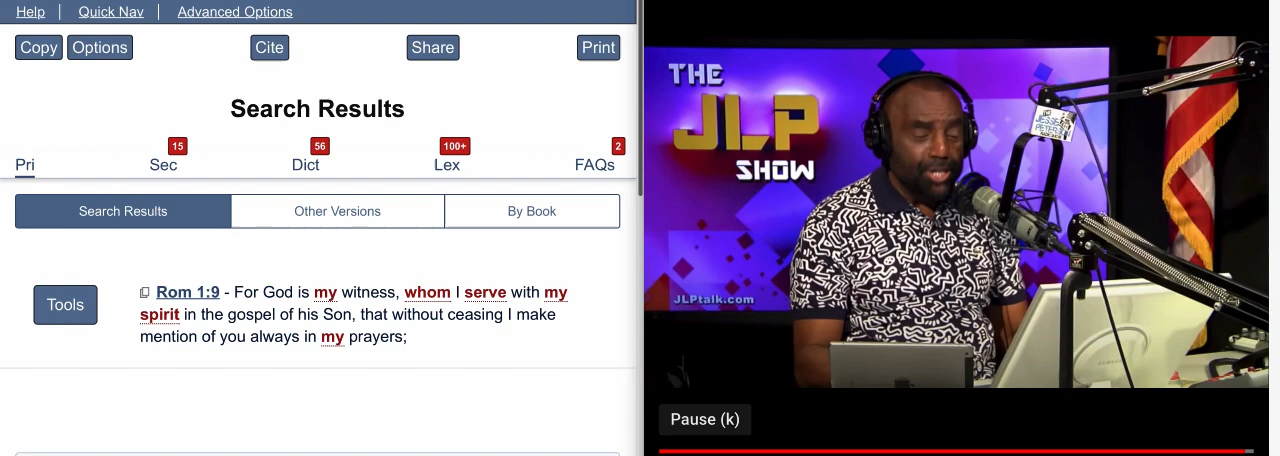 Help Quick Nav Advanced Options
Copy Options Cite Share Print
Search Results
15 56 100+ 2
Pri Sec Dict Lex FAQs
Search Results Other Versions By Book
Tools
Rom 1:9 - For God is my witness, whom I serve with my
spirit in the gospel of his Son, that without ceasing I make
mention of you always in my prayers;
THE
JLP
SHOW
JLPtalk.com
JESSE
Pause (k)